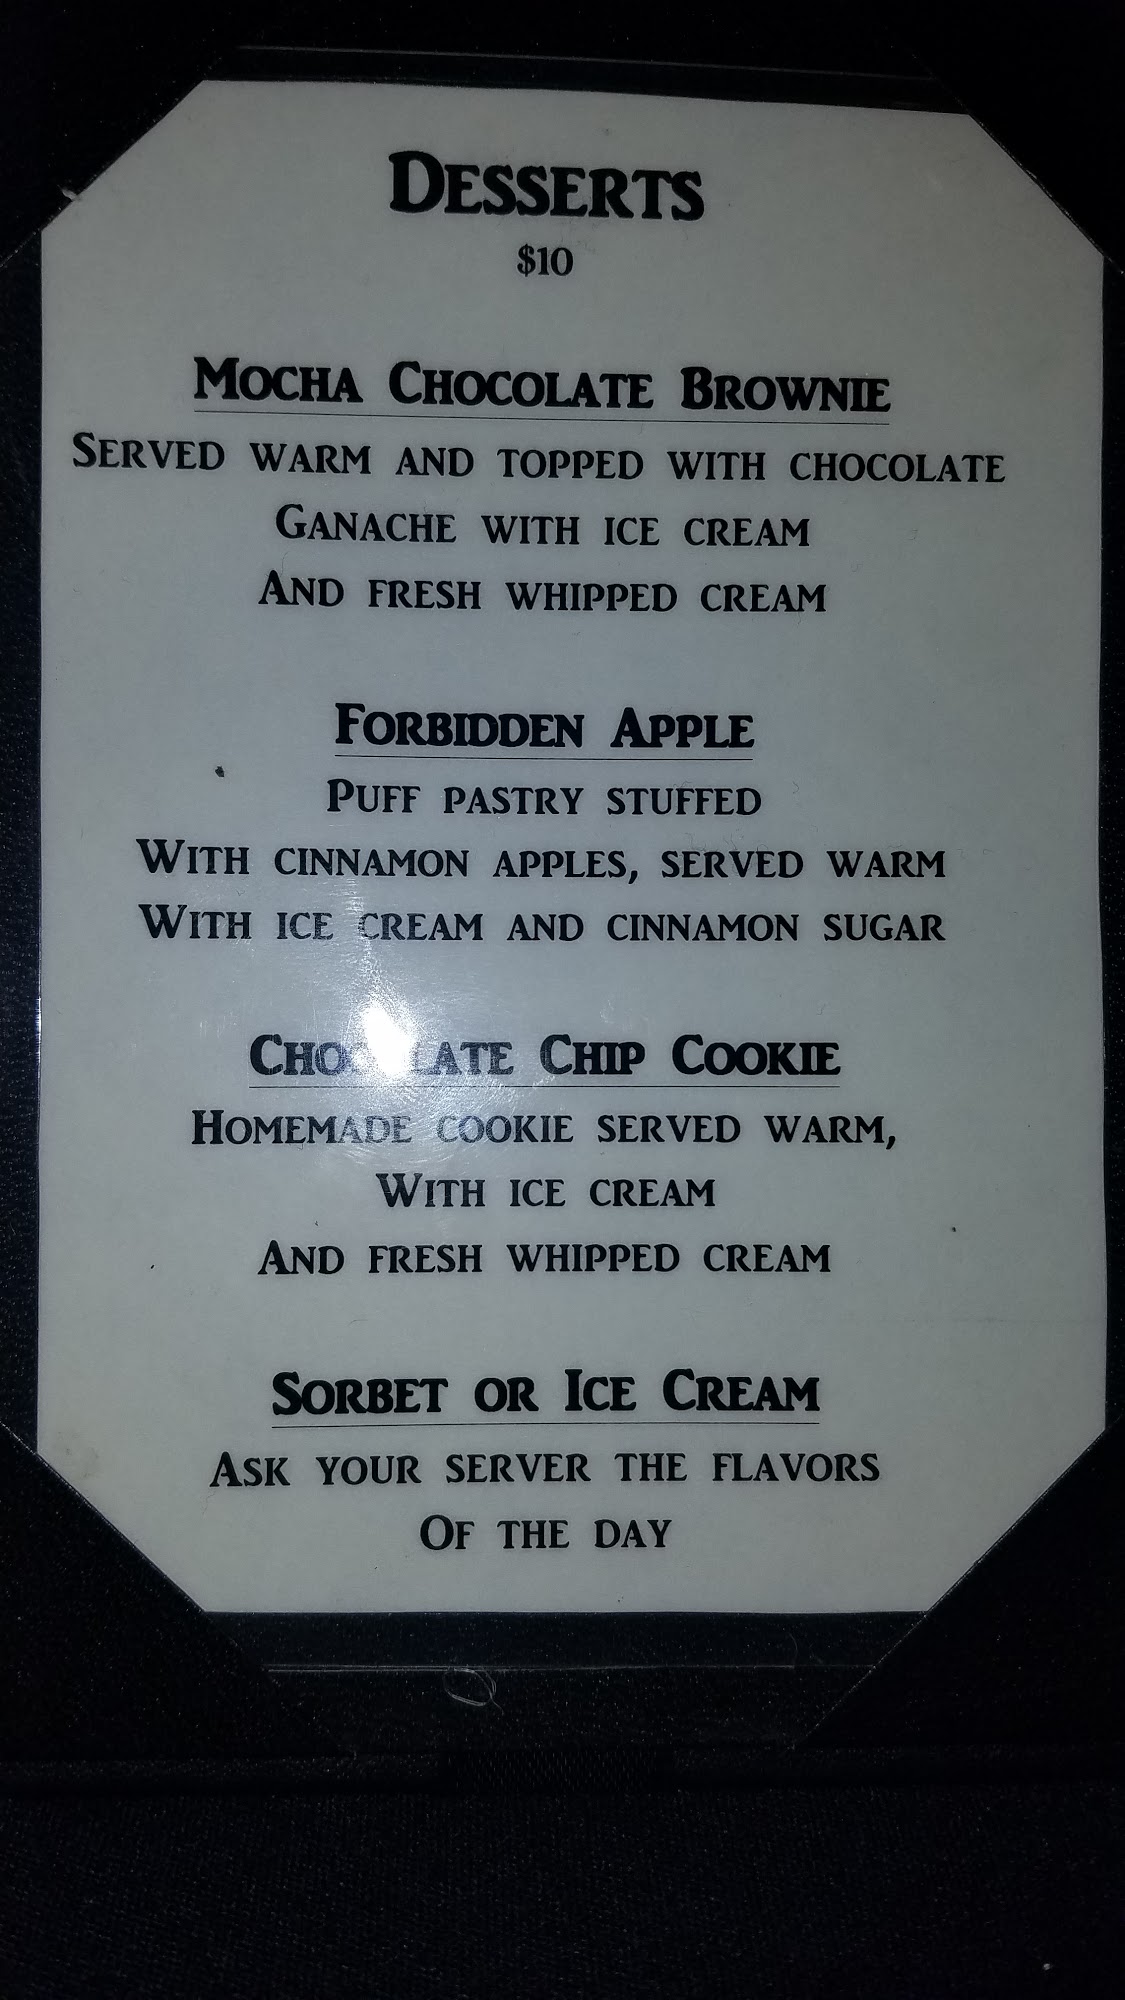 Desserts
$10
Mocha Chocolate Brownie
Served warm and topped with chocolate
Ganache with ice cream
And fresh whipped cream
Forbidden Apple
Puff pastry stuffed
With cinnamon apples, served warm
With ice cream and cinnamon sugar
Chocolate Chip Cookie
Homemade cookie served warm,
With ice cream
And fresh whipped cream
Sorbet or Ice Cream
Ask your server the flavors
Of the day